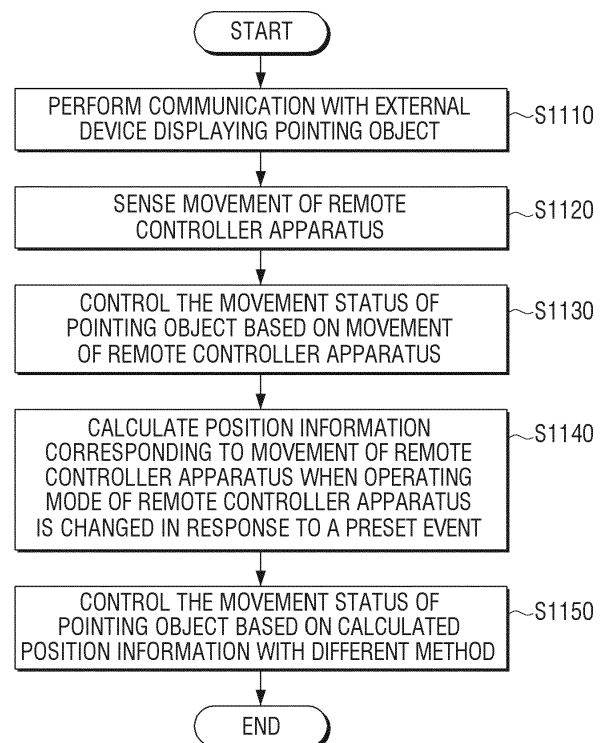 START
PERFORM COMMUNICATION WITH EXTERNAL
DEVICE DISPLAYING POINTING OBJECT
S1110
SENSE MOVEMENT OF REMOTE
CONTROLLER APPARATUS
S1120
CONTROL THE MOVEMENT STATUS OF
POINTING OBJECT BASED ON MOVEMENT
OF REMOTE CONTROLLER APPARATUS
S1130
CALCULATE POSITION INFORMATION
CORRESPONDING TO MOVEMENT OF REMOTE
CONTROLLER APPARATUS WHEN OPERATING
MODE OF REMOTE CONTROLLER APPARATUS
IS CHANGED IN RESPONSE TO A PRESET EVENT
S1140
CONTROL THE MOVEMENT STATUS OF
POINTING OBJECT BASED ON CALCULATED
POSITION INFORMATION WITH DIFFERENT METHOD
S1150
END